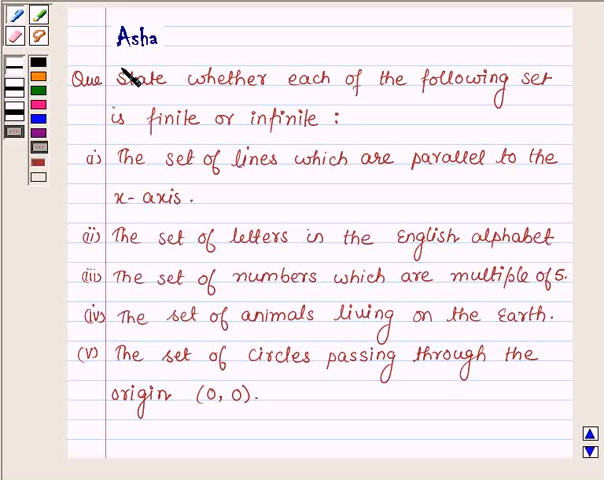 Asha
Que State whether each of the following set
is finite or infinite :
(i) The set of lines which are parallel to the
x-axis.
(ii) The set of letters in the English alphabet
(iii) The set of numbers which are multiple of 5.
(iv) The set of animals living on the Earth.
(v) The set of circles passing through the
origin (0, 0).